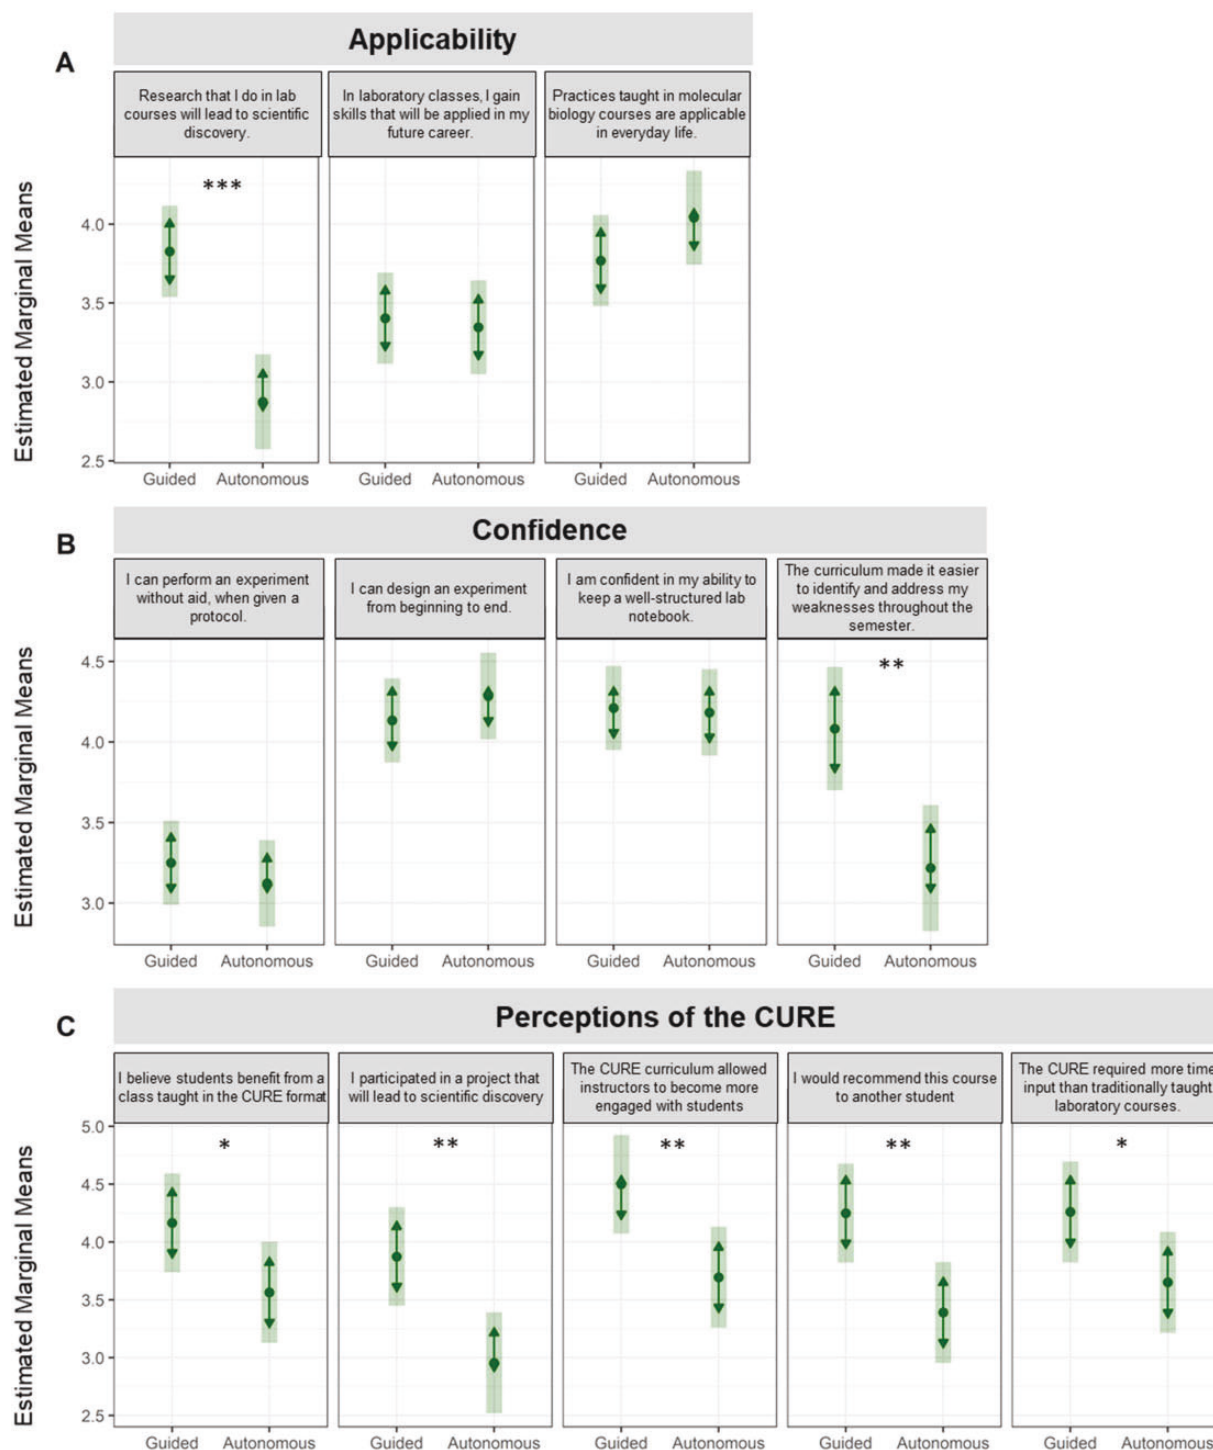 A
Applicability
Research that I do in lab
courses will lead to scientific
discovery.
In laboratory classes, I gain
skills that will be applied in my
future career.
Practices taught in molecular
biology courses are applicable
in everyday life.
Estimated Marginal Means
***
4.0
3.5
3.0
2.5
Guided Autonomous
Guided Autonomous
Guided Autonomous
B
Confidence
I can perform an experiment
without aid, when given a
protocol.
I can design an experiment
from beginning to end.
I am confident in my ability to
keep a well-structured lab
notebook.
The curriculum made it easier
to identify and address my
weaknesses throughout the
semester.
Estimated Marginal Means
**
4.5
4.0
3.5
3.0
Guided Autonomous
Guided Autonomous
Guided Autonomous
Guided Autonomous
C
Perceptions of the CURE
I believe students benefit from a
class taught in the CURE format
I participated in a project that
will lead to scientific discovery
The CURE curriculum allowed
instructors to become more
engaged with students
I would recommend this course
to another student
The CURE required more time
input than traditionally taught
laboratory courses.
Estimated Marginal Means
* ** ** ** *
5.0
4.5
4.0
3.5
3.0
2.5
Guided Autonomous
Guided Autonomous
Guided Autonomous
Guided Autonomous
Guided Autonomous